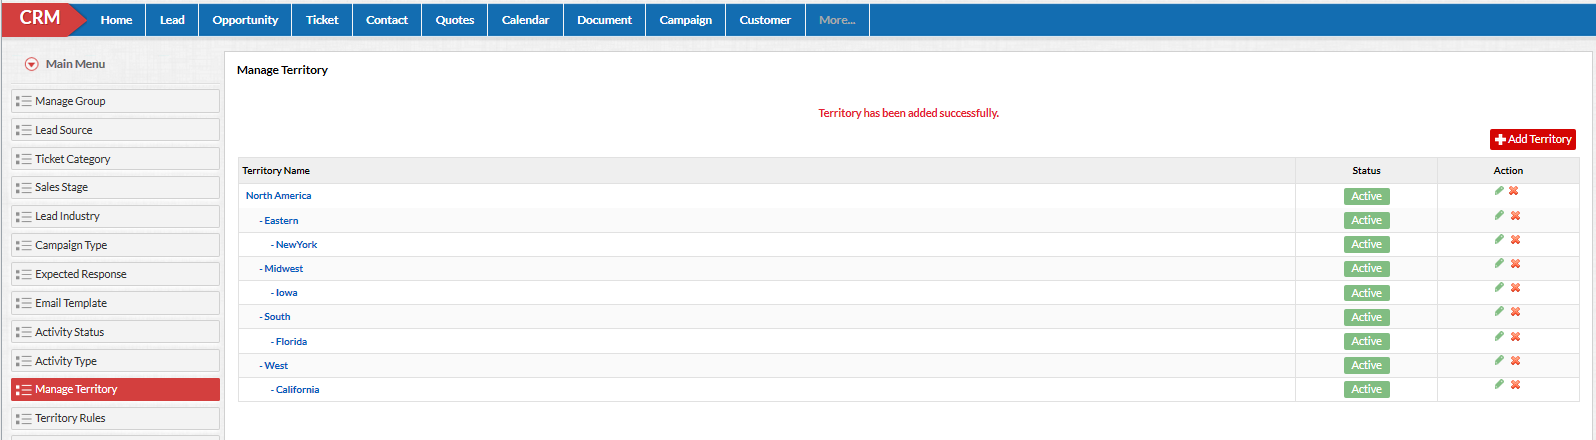 CRM Home Lead Opportunity Ticket Contact Quotes Calendar Document Campaign Customer More...
Main Menu
Manage Group
Lead Source
Ticket Category
Sales Stage
Lead Industry
Campaign Type
Expected Response
Email Template
Activity Status
Activity Type
Manage Territory
Territory Rules
Manage Territory
Territory has been added successfully.
Add Territory
Territory Name Status Action
North America Active
- Eastern Active
- NewYork Active
- Midwest Active
- Iowa Active
- South Active
- Florida Active
- West Active
- California Active